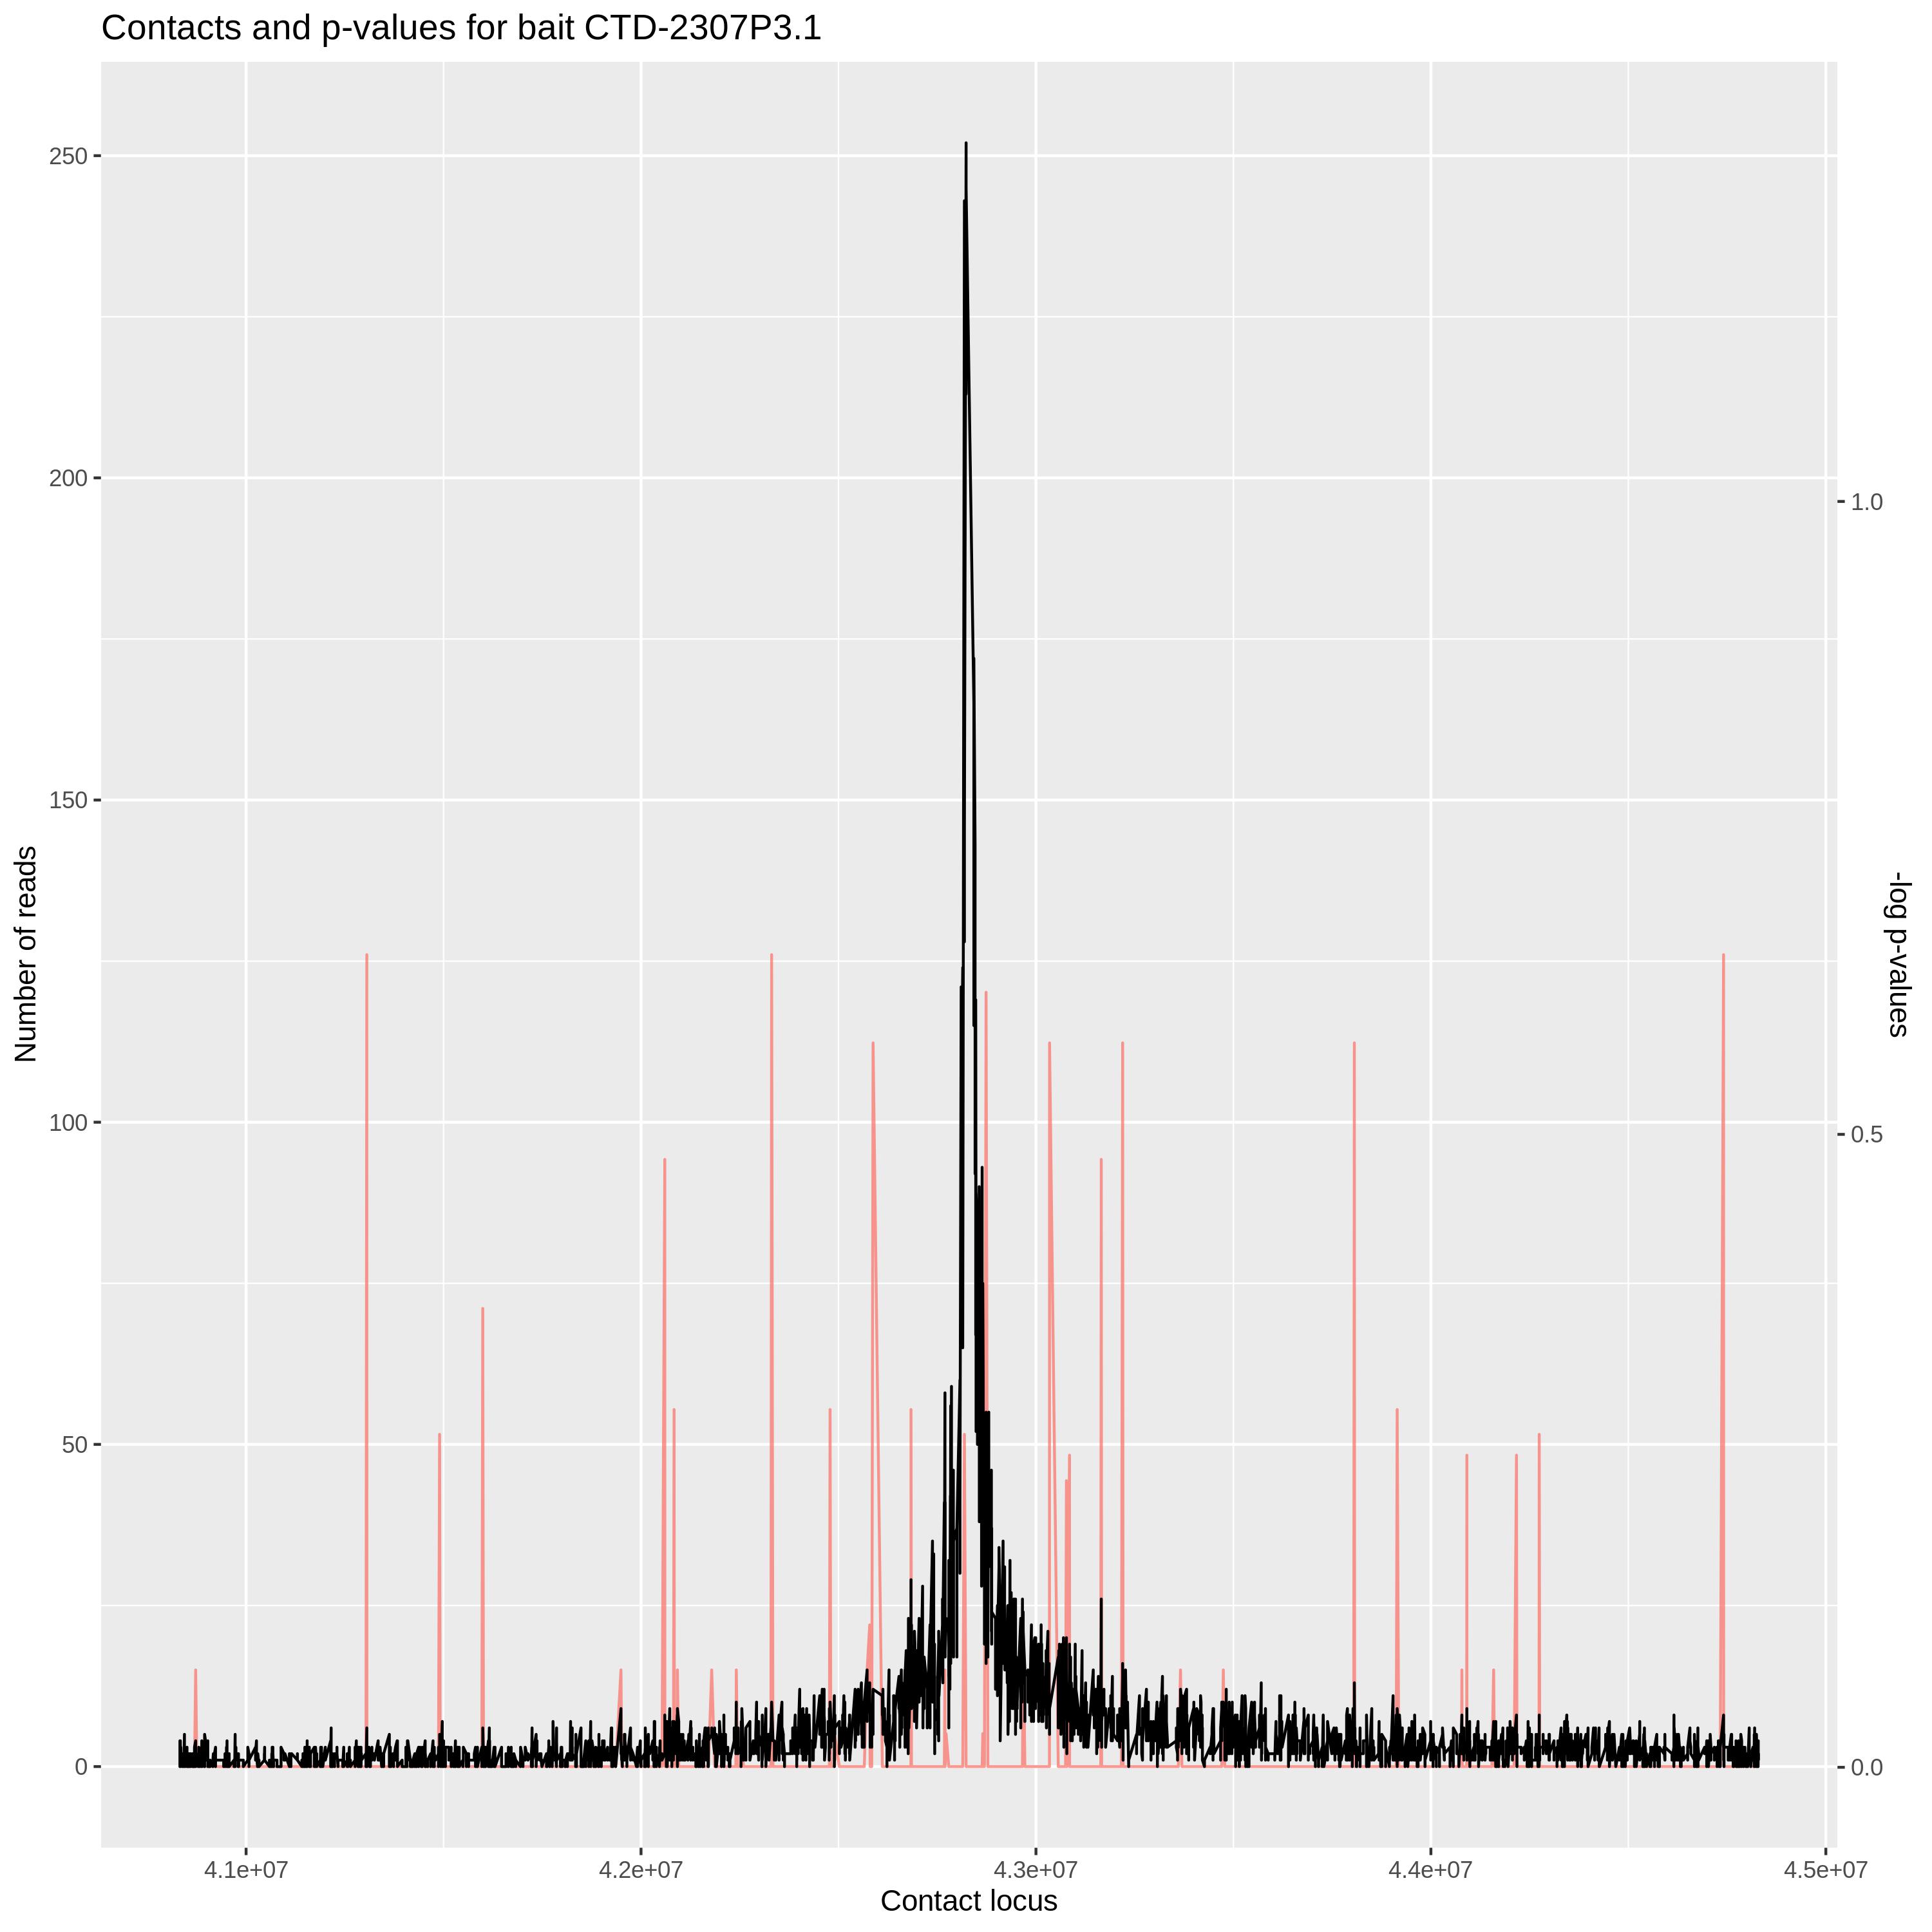 Contacts and p-values for bait CTD-2307P3.1
250
200
150
100
50
0
Number of reads
1.0
0.5
0.0
-log p-values
4.1e+07
4.2e+07
4.3e+07
4.4e+07
4.5e+07
Contact locus